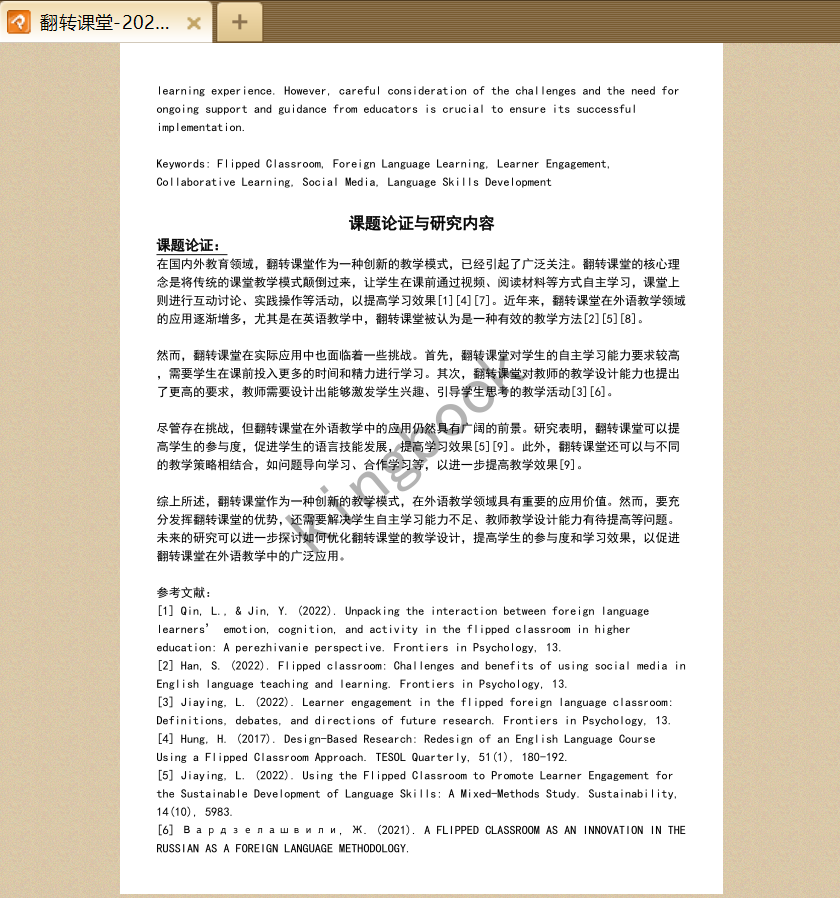 翻转课堂-202...
learning experience. However, careful consideration of the challenges and the need for
ongoing support and guidance from educators is crucial to ensure its successful
implementation.
Keywords: Flipped Classroom, Foreign Language Learning, Learner Engagement,
Collaborative Learning, Social Media, Language Skills Development
课题论证与研究内容
课题论证：
在国内外教育领域，翻转课堂作为一种创新的教学模式，已经引起了广泛关注。翻转课堂的核心理
念是将传统的课堂教学模式颠倒过来，让学生在课前通过视频、阅读材料等方式自主学习，课堂上
则进行互动讨论、实践操作等活动，以提高学习效果[1][4][7]。近年来，翻转课堂在外语教学领域
的应用逐渐增多，尤其是在英语教学中，翻转课堂被认为是一种有效的教学方法[2][5][8]。
然而，翻转课堂在实际应用中也面临着一些挑战。首先，翻转课堂对学生的自主学习能力要求较高
，需要学生在课前投入更多的时间和精力进行学习。其次，翻转课堂对教师的教学设计能力也提出
了更高的要求，教师需要设计出能够激发学生兴趣、引导学生思考的教学活动[3][6]。
尽管存在挑战，但翻转课堂在外语教学中的应用仍然具有广阔的前景。研究表明，翻转课堂可以提
高学生的参与度，促进学生的语言技能发展，提高学习效果[5][9]。此外，翻转课堂还可以与不同
的教学策略相结合，如问题导向学习、合作学习等，以进一步提高教学效果[9]。
综上所述，翻转课堂作为一种创新的教学模式，在外语教学领域具有重要的应用价值。然而，要充
分发挥翻转课堂的优势，还需要解决学生自主学习能力不足、教师教学设计能力有待提高等问题。
未来的研究可以进一步探讨如何优化翻转课堂的教学设计，提高学生的参与度和学习效果，以促进
翻转课堂在外语教学中的广泛应用。
kingbook
参考文献：
[1] Qin, L., & Jin, Y. (2022). Unpacking the interaction between foreign language
learners’ emotion, cognition, and activity in the flipped classroom in higher
education: A perezhivanie perspective. Frontiers in Psychology, 13.
[2] Han, S. (2022). Flipped classroom: Challenges and benefits of using social media in
English language teaching and learning. Frontiers in Psychology, 13.
[3] Jiaying, L. (2022). Learner engagement in the flipped foreign language classroom:
Definitions, debates, and directions of future research. Frontiers in Psychology, 13.
[4] Hung, H. (2017). Design-Based Research: Redesign of an English Language Course
Using a Flipped Classroom Approach. TESOL Quarterly, 51(1), 180-192.
[5] Jiaying, L. (2022). Using the Flipped Classroom to Promote Learner Engagement for
the Sustainable Development of Language Skills: A Mixed-Methods Study. Sustainability,
14(10), 5983.
[6] Вардзелашвили, Ж. (2021). A FLIPPED CLASSROOM AS AN INNOVATION IN THE
RUSSIAN AS A FOREIGN LANGUAGE METHODOLOGY.